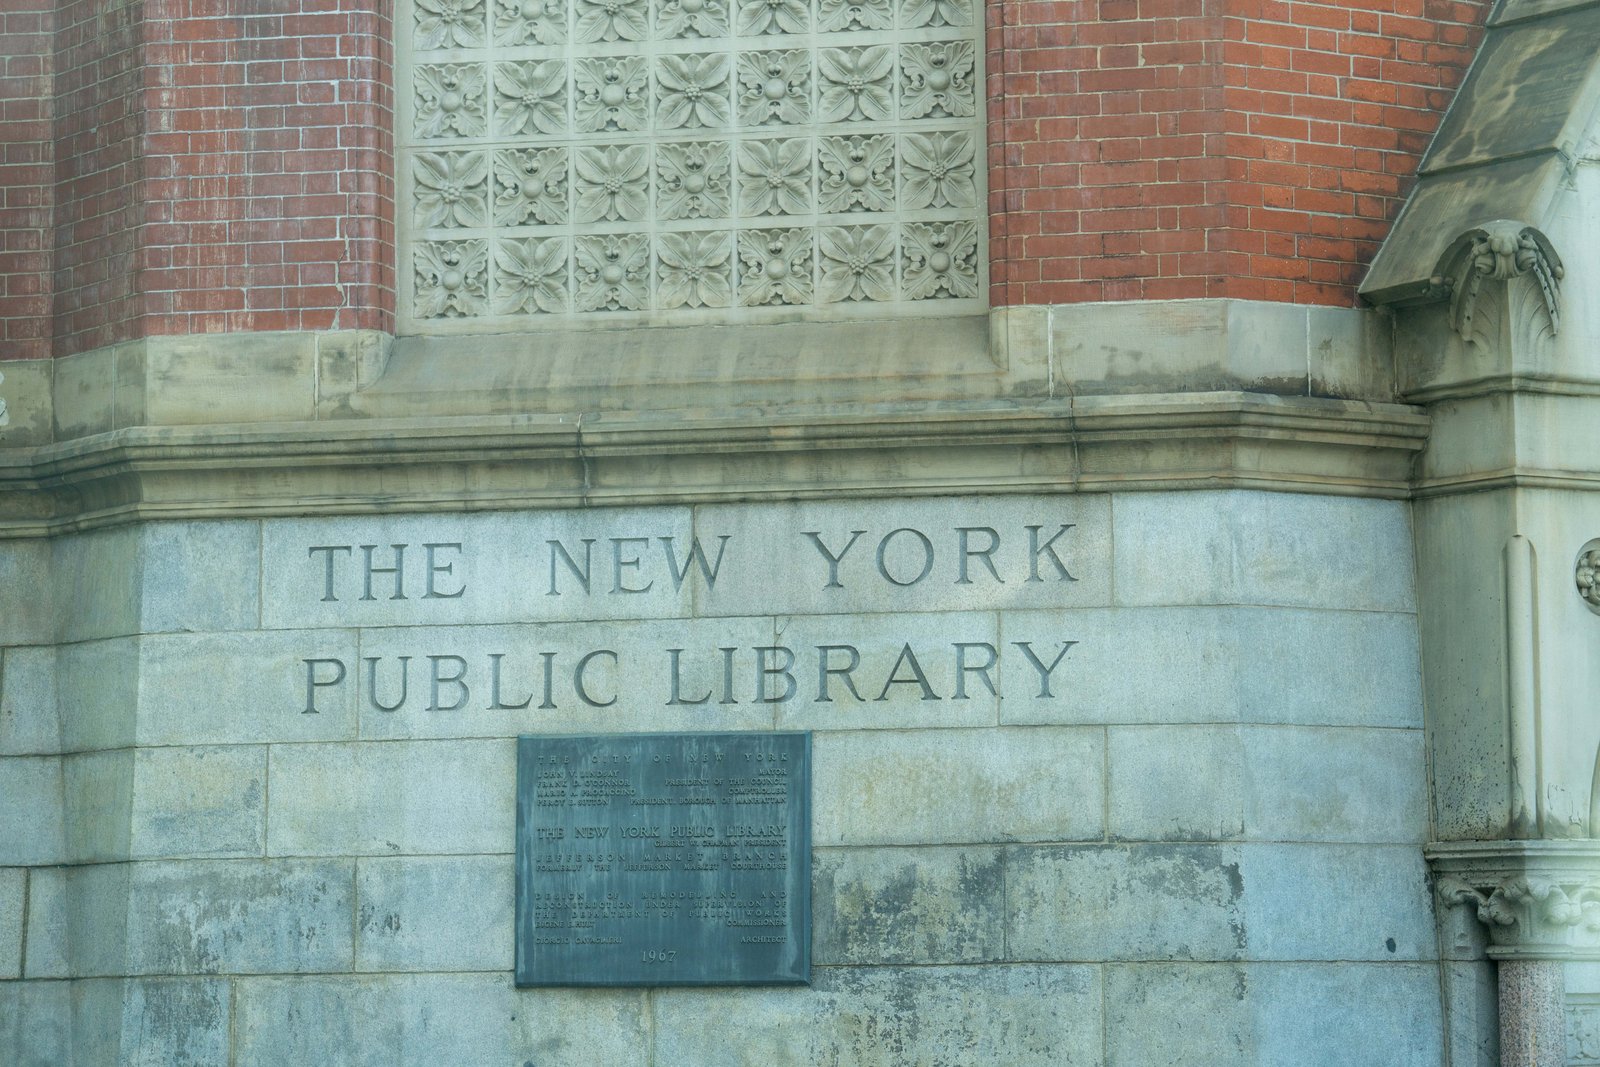 THE NEW YORK
PUBLIC LIBRARY
THE CITY OF NEW YORK
JOHN V. LINDSAY MAYOR
FRANK D. O'CONNOR PRESIDENT OF THE COUNCIL
MARIO A. PROCACCINO COMPTROLLER
PERCY E. SUTTON PRESIDENT, BOROUGH OF MANHATTAN
THE NEW YORK PUBLIC LIBRARY
GILBERT W. CHAPMAN PRESIDENT
JEFFERSON MARKET BRANCH
FORMERLY THE JEFFERSON MARKET COURTHOUSE
DESIGN OF REMODELING AND
RECONSTRUCTION UNDER SUPERVISION OF
THE DEPARTMENT OF PUBLIC WORKS
EUGENE COMMISSIONER
GIORGIO CAVAGLIERI ARCHITECT
1967